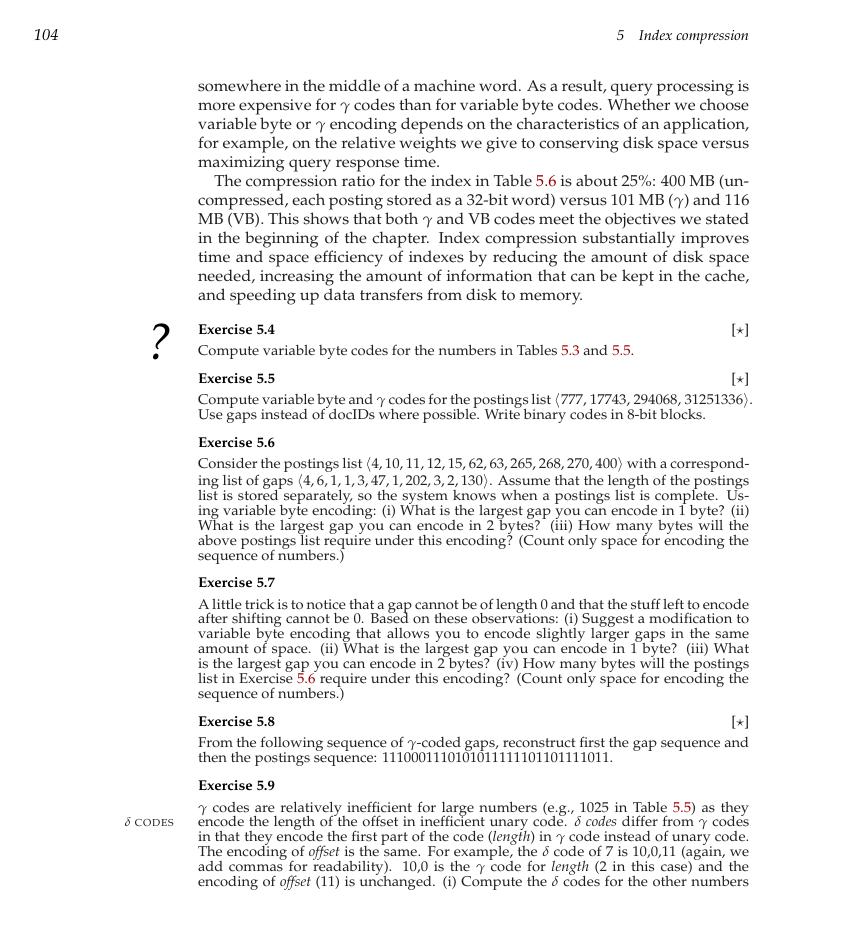 104
5 Index compression
somewhere in the middle of a machine word. As a result, query processing is
more expensive for γ codes than for variable byte codes. Whether we choose
variable byte or γ encoding depends on the characteristics of an application,
for example, on the relative weights we give to conserving disk space versus
maximizing query response time.
The compression ratio for the index in Table 5.6 is about 25%: 400 MB (un-
compressed, each posting stored as a 32-bit word) versus 101 MB (γ) and 116
MB (VB). This shows that both γ and VB codes meet the objectives we stated
in the beginning of the chapter. Index compression substantially improves
time and space efficiency of indexes by reducing the amount of disk space
needed, increasing the amount of information that can be kept in the cache,
and speeding up data transfers from disk to memory.
? Exercise 5.4 [⋆]
Compute variable byte codes for the numbers in Tables 5.3 and 5.5.
Exercise 5.5 [⋆]
Compute variable byte and γ codes for the postings list ⟨777, 17743, 294068, 31251336⟩.
Use gaps instead of docIDs where possible. Write binary codes in 8-bit blocks.
Exercise 5.6
Consider the postings list ⟨4, 10, 11, 12, 15, 62, 63, 265, 268, 270, 400⟩ with a correspond-
ing list of gaps ⟨4, 6, 1, 1, 3, 47, 1, 202, 3, 2, 130⟩. Assume that the length of the postings
list is stored separately, so the system knows when a postings list is complete. Us-
ing variable byte encoding: (i) What is the largest gap you can encode in 1 byte? (ii)
What is the largest gap you can encode in 2 bytes? (iii) How many bytes will the
above postings list require under this encoding? (Count only space for encoding the
sequence of numbers.)
Exercise 5.7
A little trick is to notice that a gap cannot be of length 0 and that the stuff left to encode
after shifting cannot be 0. Based on these observations: (i) Suggest a modification to
variable byte encoding that allows you to encode slightly larger gaps in the same
amount of space. (ii) What is the largest gap you can encode in 1 byte? (iii) What
is the largest gap you can encode in 2 bytes? (iv) How many bytes will the postings
list in Exercise 5.6 require under this encoding? (Count only space for encoding the
sequence of numbers.)
Exercise 5.8 [⋆]
From the following sequence of γ-coded gaps, reconstruct first the gap sequence and
then the postings sequence: 1110001110101011111101101111011.
Exercise 5.9
γ codes are relatively inefficient for large numbers (e.g., 1025 in Table 5.5) as they
δ CODES encode the length of the offset in inefficient unary code. δ codes differ from γ codes
in that they encode the first part of the code (length) in γ code instead of unary code.
The encoding of offset is the same. For example, the δ code of 7 is 10,0,11 (again, we
add commas for readability). 10,0 is the γ code for length (2 in this case) and the
encoding of offset (11) is unchanged. (i) Compute the δ codes for the other numbers